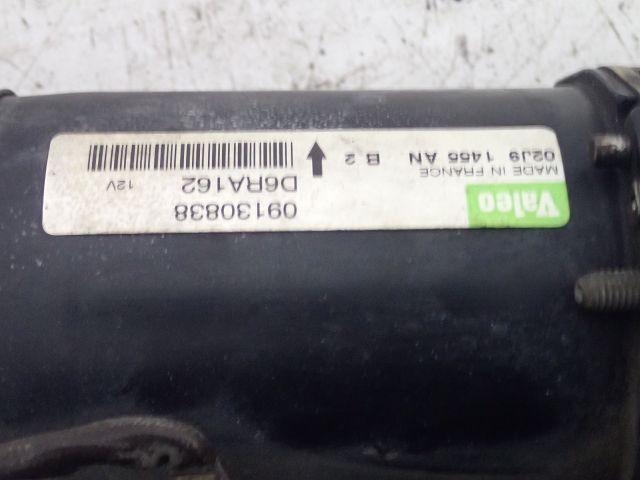 Valeo
MADE IN FRANCE
02J9 1455 AN B 2
09130838
D6RA162
12V